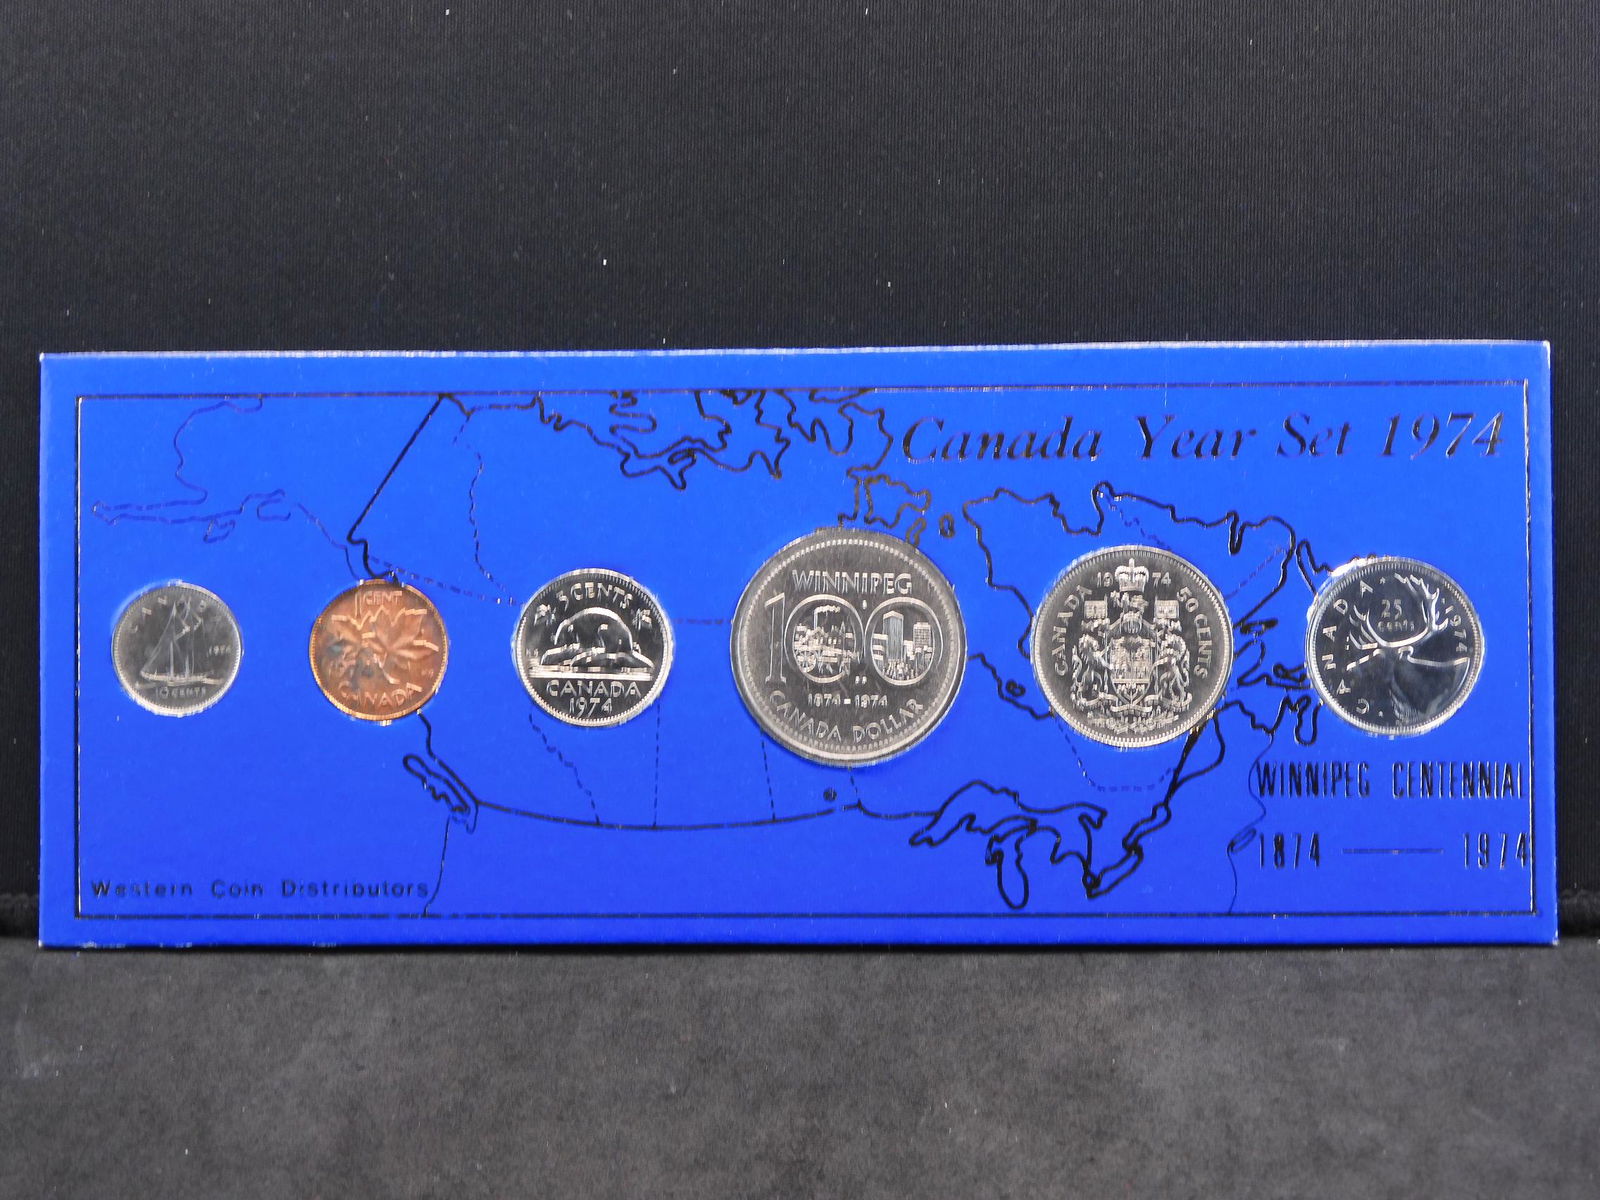 Canada Year Set 1974
CANADA
1974
10 CENTS
1 CENT
CANADA
5 CENTS
CANADA
1974
WINNIPEG
100
1874-1974
CANADA DOLLAR
1974
CANADA
50 CENTS
CANADA
25
cents
1974
WINNIPEG CENTENNIAL
1874 — 1974
Western Coin Distributors